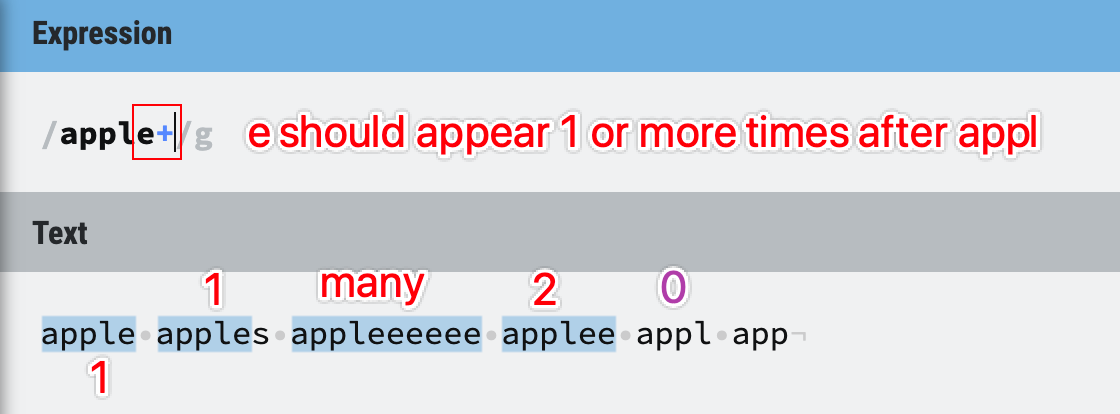 Expression
/apple+/g e should appear 1 or more times after appl
Text
1 many 2 0
apple·apples·appleeeeee·applee·appl·app¬
1